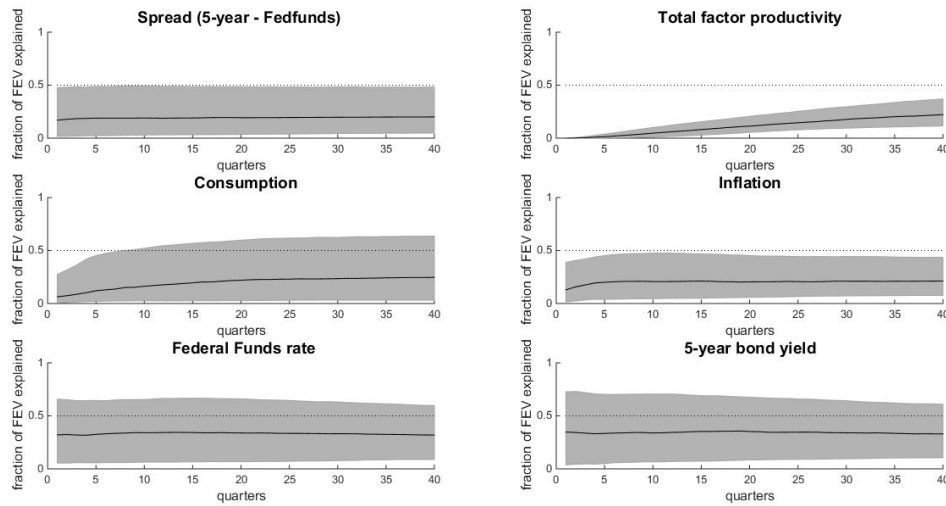 Spread (5-year - Fedfunds)
fraction of FEV explained
1
0.5
0
0 5 10 15 20 25 30 35 40
quarters
Total factor productivity
fraction of FEV explained
1
0.5
0
0 5 10 15 20 25 30 35 40
quarters
Consumption
fraction of FEV explained
1
0.5
0
0 5 10 15 20 25 30 35 40
quarters
Inflation
fraction of FEV explained
1
0.5
0
0 5 10 15 20 25 30 35 40
quarters
Federal Funds rate
fraction of FEV explained
1
0.5
0
0 5 10 15 20 25 30 35 40
quarters
5-year bond yield
fraction of FEV explained
1
0.5
0
0 5 10 15 20 25 30 35 40
quarters